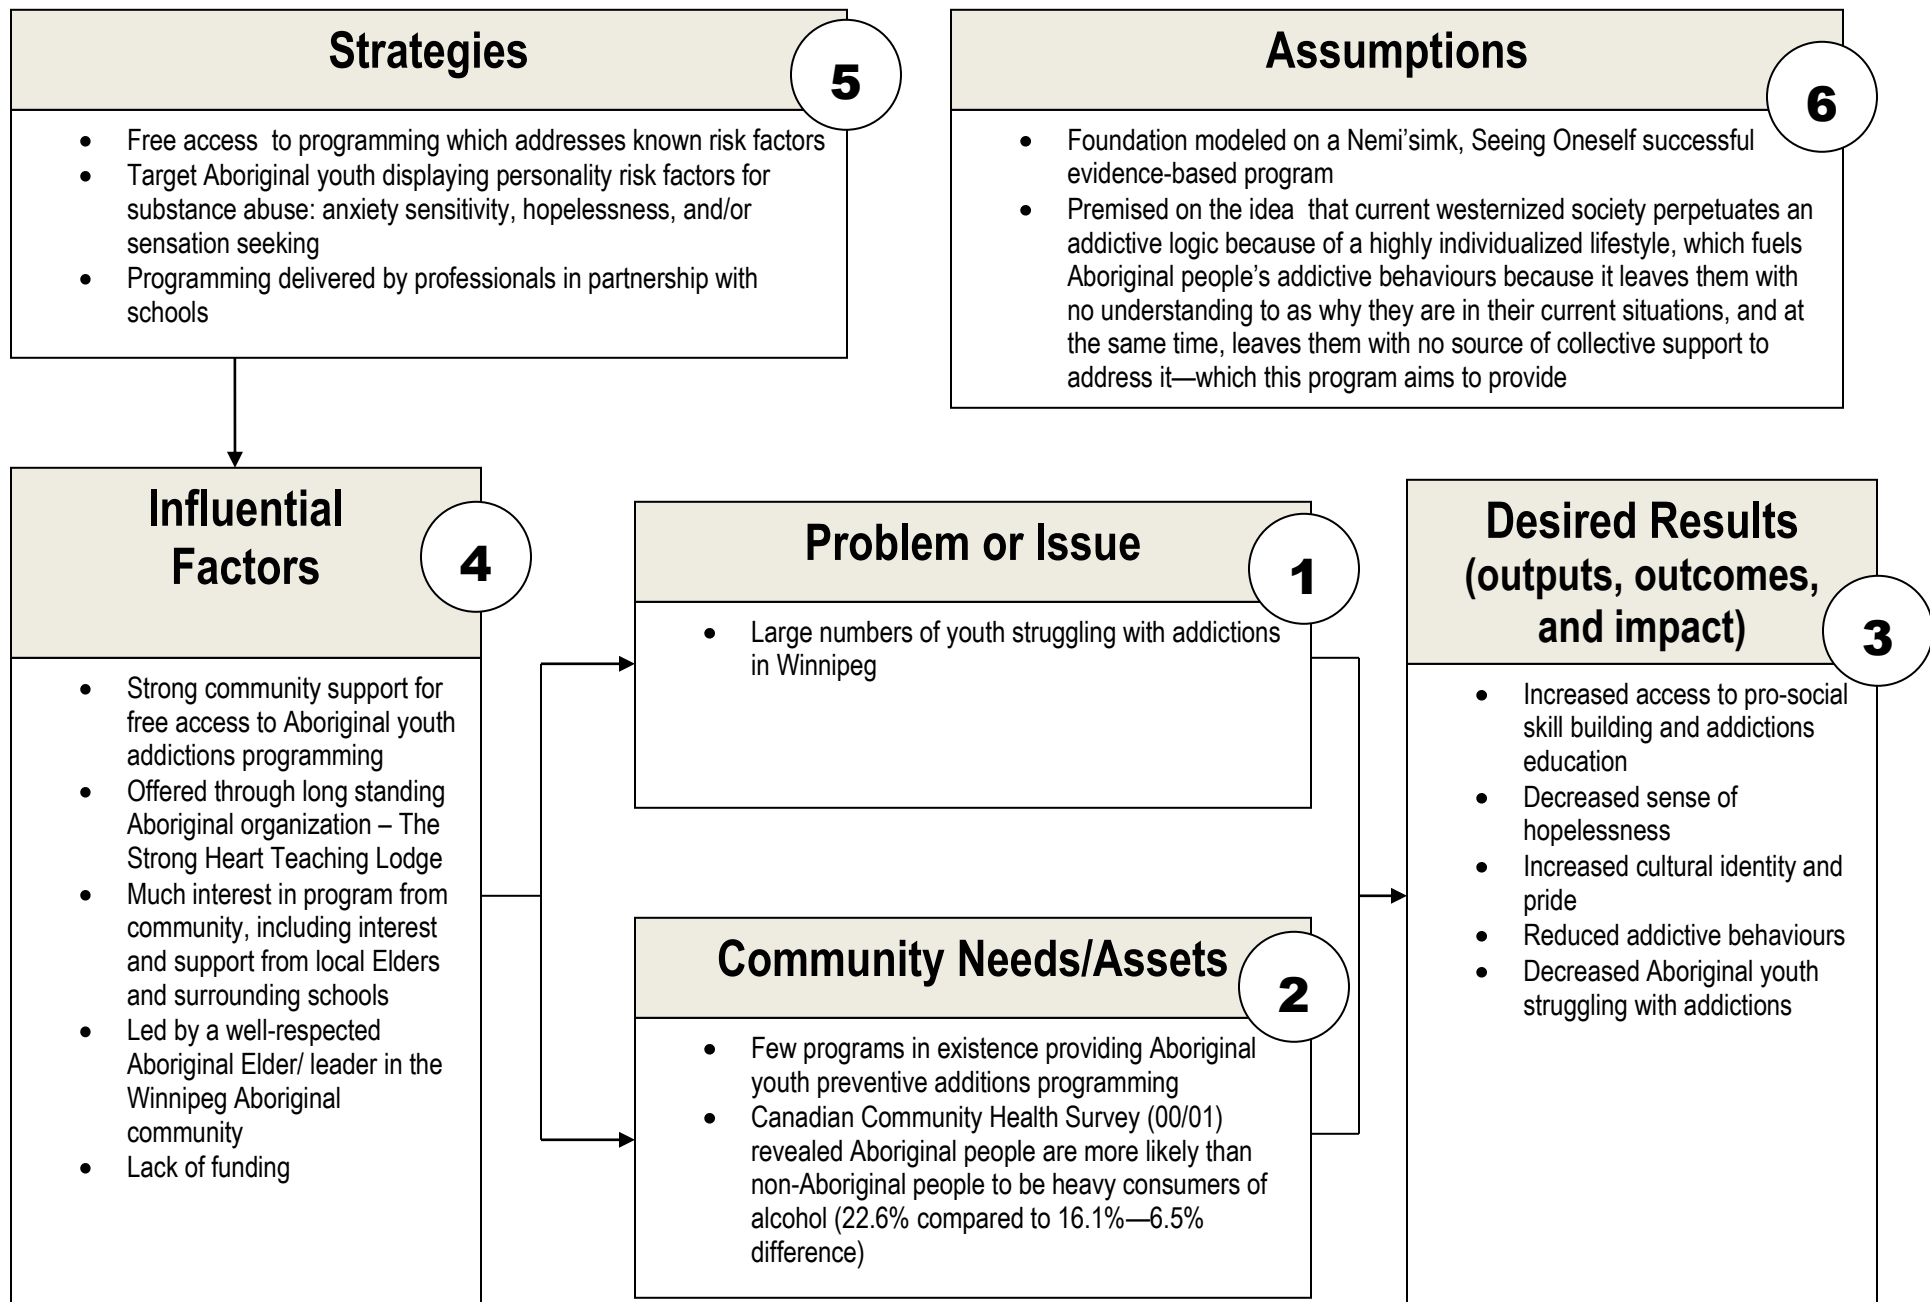 Strategies
5
• Free access  to programming which addresses known risk factors
• Target Aboriginal youth displaying personality risk factors for
substance abuse: anxiety sensitivity, hopelessness, and/or
sensation seeking
• Programming delivered by professionals in partnership with
schools
Assumptions
6
• Foundation modeled on a Nemi’simk, Seeing Oneself successful
evidence-based program
• Premised on the idea  that current westernized society perpetuates an
addictive logic because of a highly individualized lifestyle, which fuels
Aboriginal people’s addictive behaviours because it leaves them with
no understanding to as why they are in their current situations, and at
the same time, leaves them with no source of collective support to
address it—which this program aims to provide
Influential
Factors
4
• Strong community support for
free access to Aboriginal youth
addictions programming
• Offered through long standing
Aboriginal organization – The
Strong Heart Teaching Lodge
• Much interest in program from
community, including interest
and support from local Elders
and surrounding schools
• Led by a well-respected
Aboriginal Elder/ leader in the
Winnipeg Aboriginal
community
• Lack of funding
Problem or Issue
1
• Large numbers of youth struggling with addictions
in Winnipeg
Community Needs/Assets
2
• Few programs in existence providing Aboriginal
youth preventive additions programming
• Canadian Community Health Survey (00/01)
revealed Aboriginal people are more likely than
non-Aboriginal people to be heavy consumers of
alcohol (22.6% compared to 16.1%—6.5%
difference)
Desired Results
(outputs, outcomes,
and impact)
3
• Increased access to pro-social
skill building and addictions
education
• Decreased sense of
hopelessness
• Increased cultural identity and
pride
• Reduced addictive behaviours
• Decreased Aboriginal youth
struggling with addictions